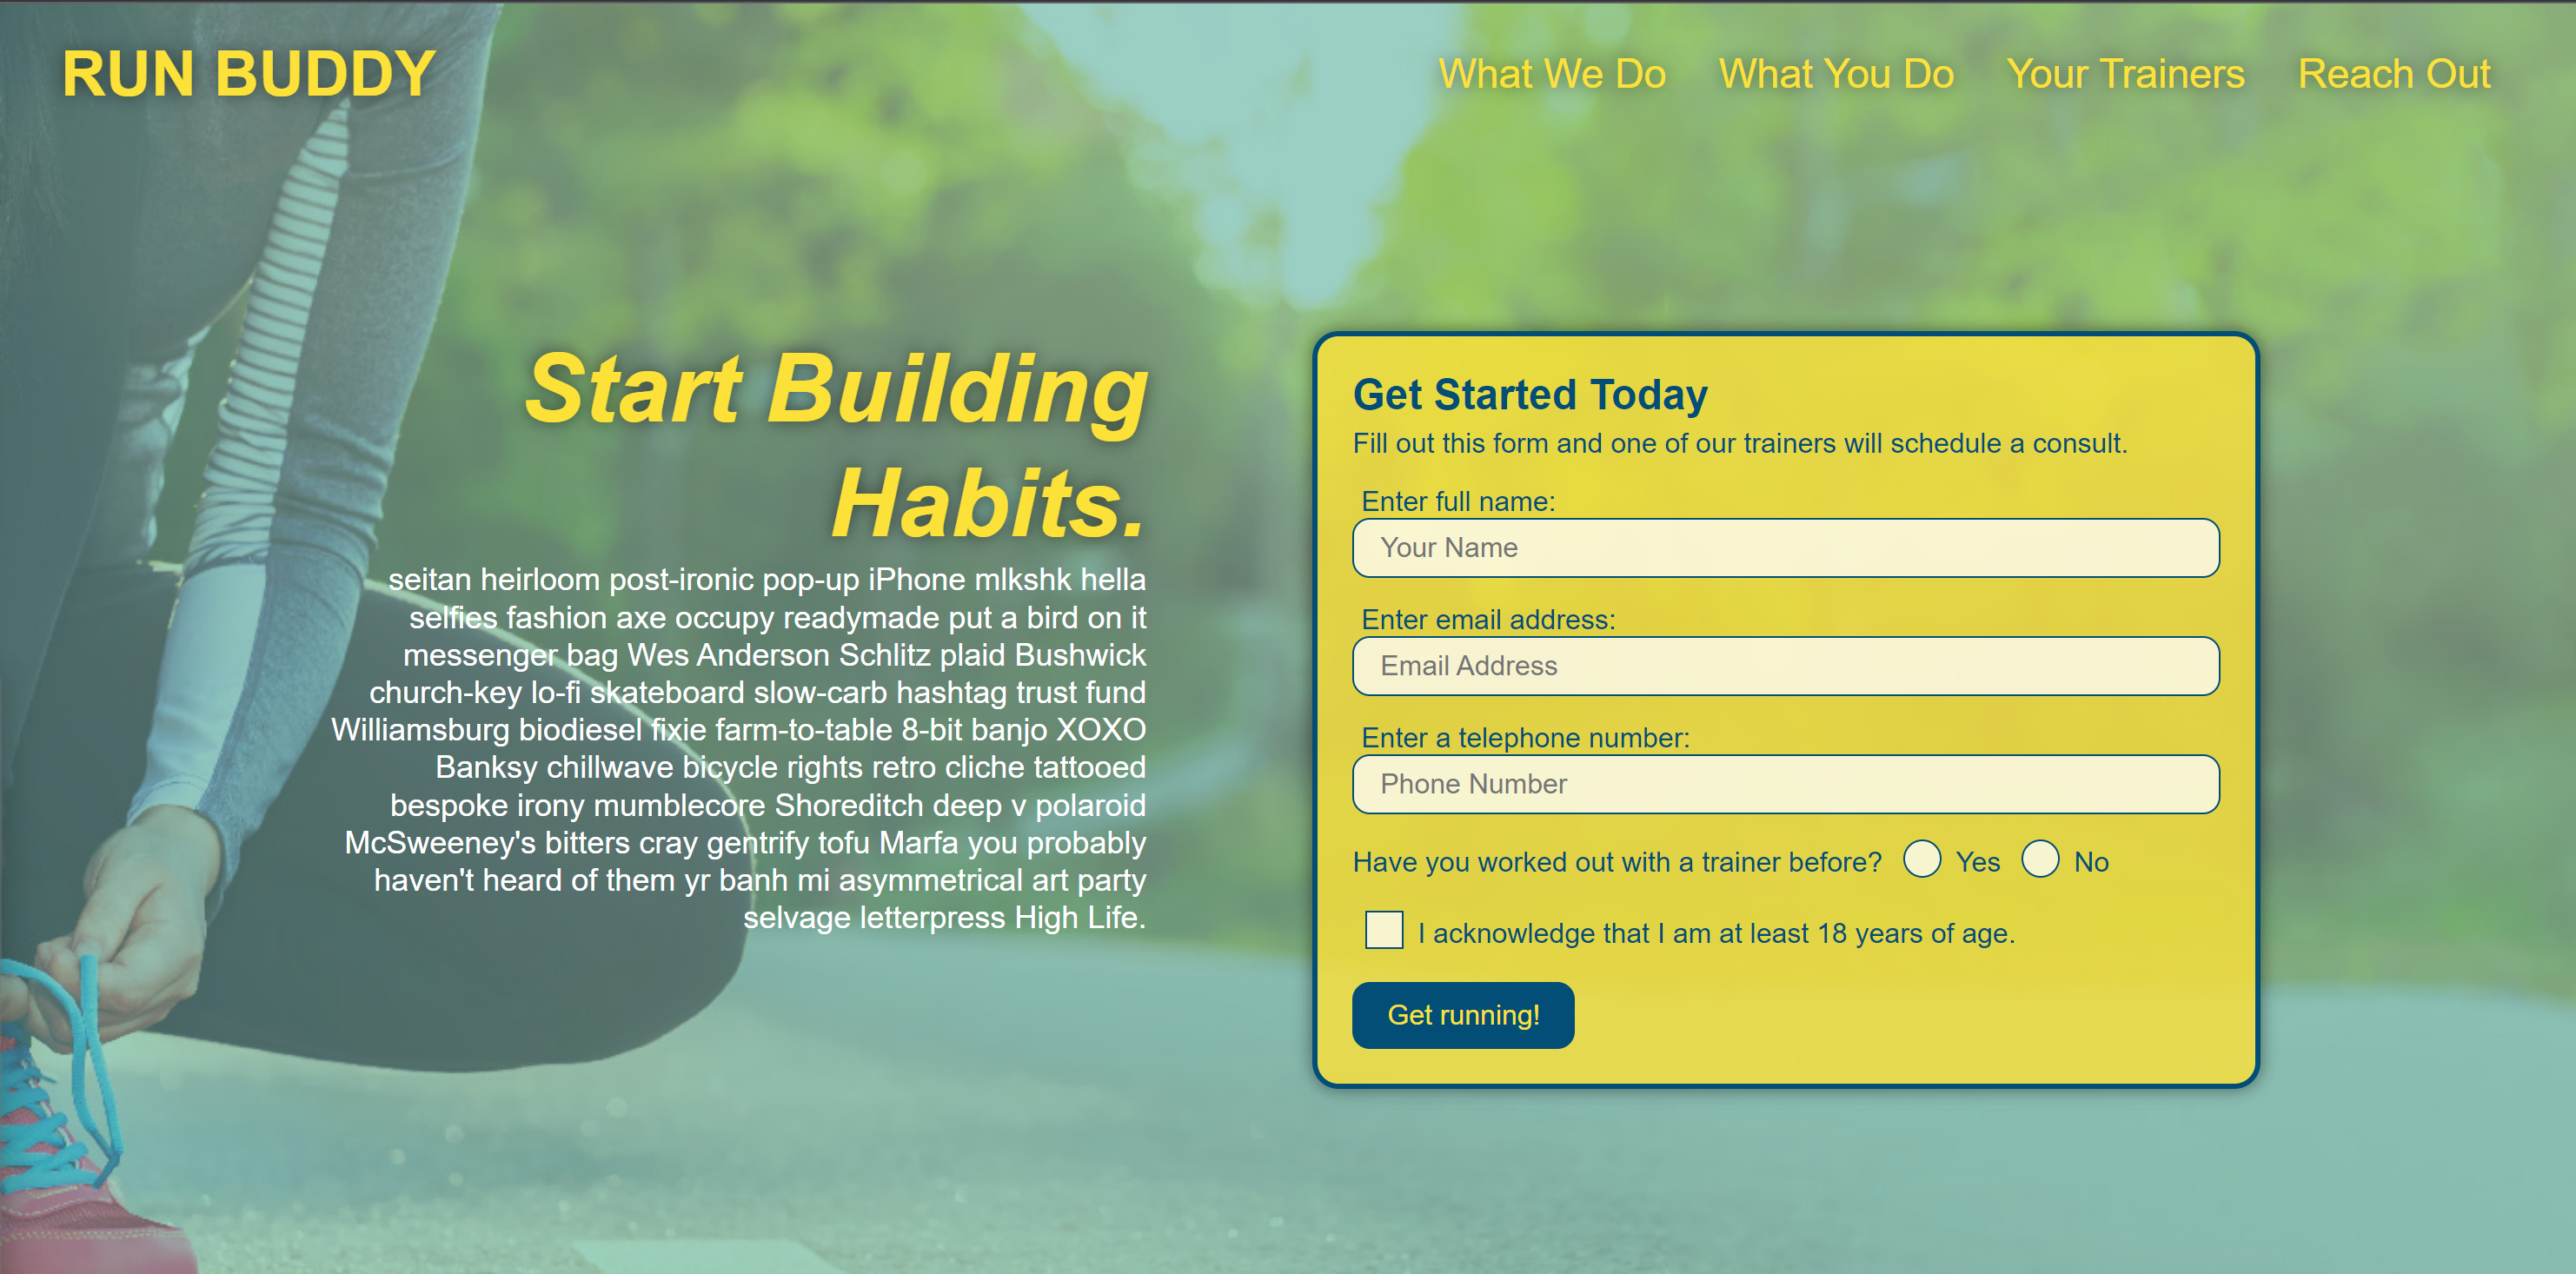 RUN BUDDY
What We Do
What You Do
Your Trainers
Reach Out
Start Building
Habits.
seitan heirloom post-ironic pop-up iPhone mlkshk hella
selfies fashion axe occupy readymade put a bird on it
messenger bag Wes Anderson Schlitz plaid Bushwick
church-key lo-fi skateboard slow-carb hashtag trust fund
Williamsburg biodiesel fixie farm-to-table 8-bit banjo XOXO
Banksy chillwave bicycle rights retro cliche tattooed
bespoke irony mumblecore Shoreditch deep v polaroid
McSweeney's bitters cray gentrify tofu Marfa you probably
haven't heard of them yr banh mi asymmetrical art party
selvage letterpress High Life.
Get Started Today
Fill out this form and one of our trainers will schedule a consult.
Enter full name:
Your Name
Enter email address:
Email Address
Enter a telephone number:
Phone Number
Have you worked out with a trainer before? Yes No
I acknowledge that I am at least 18 years of age.
Get running!